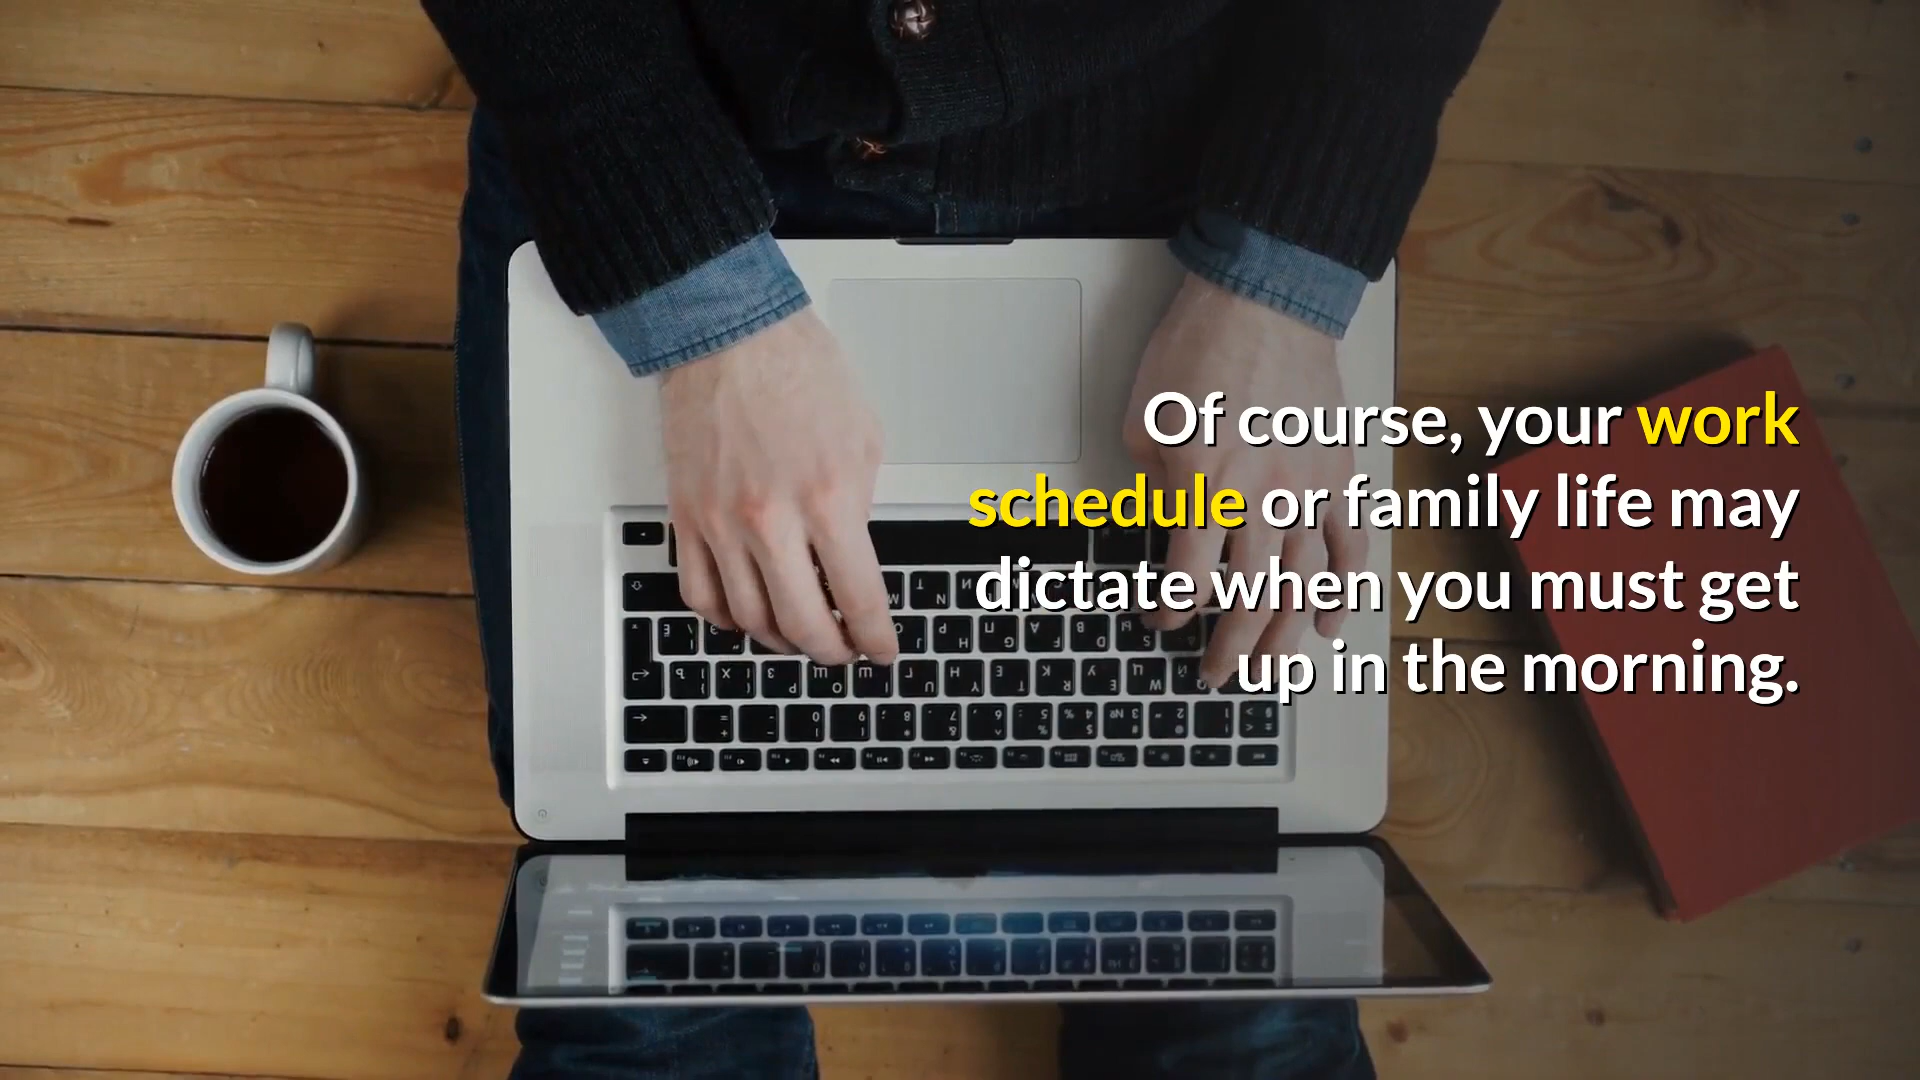 Of course, your work
schedule or family life may
dictate when you must get
up in the morning.